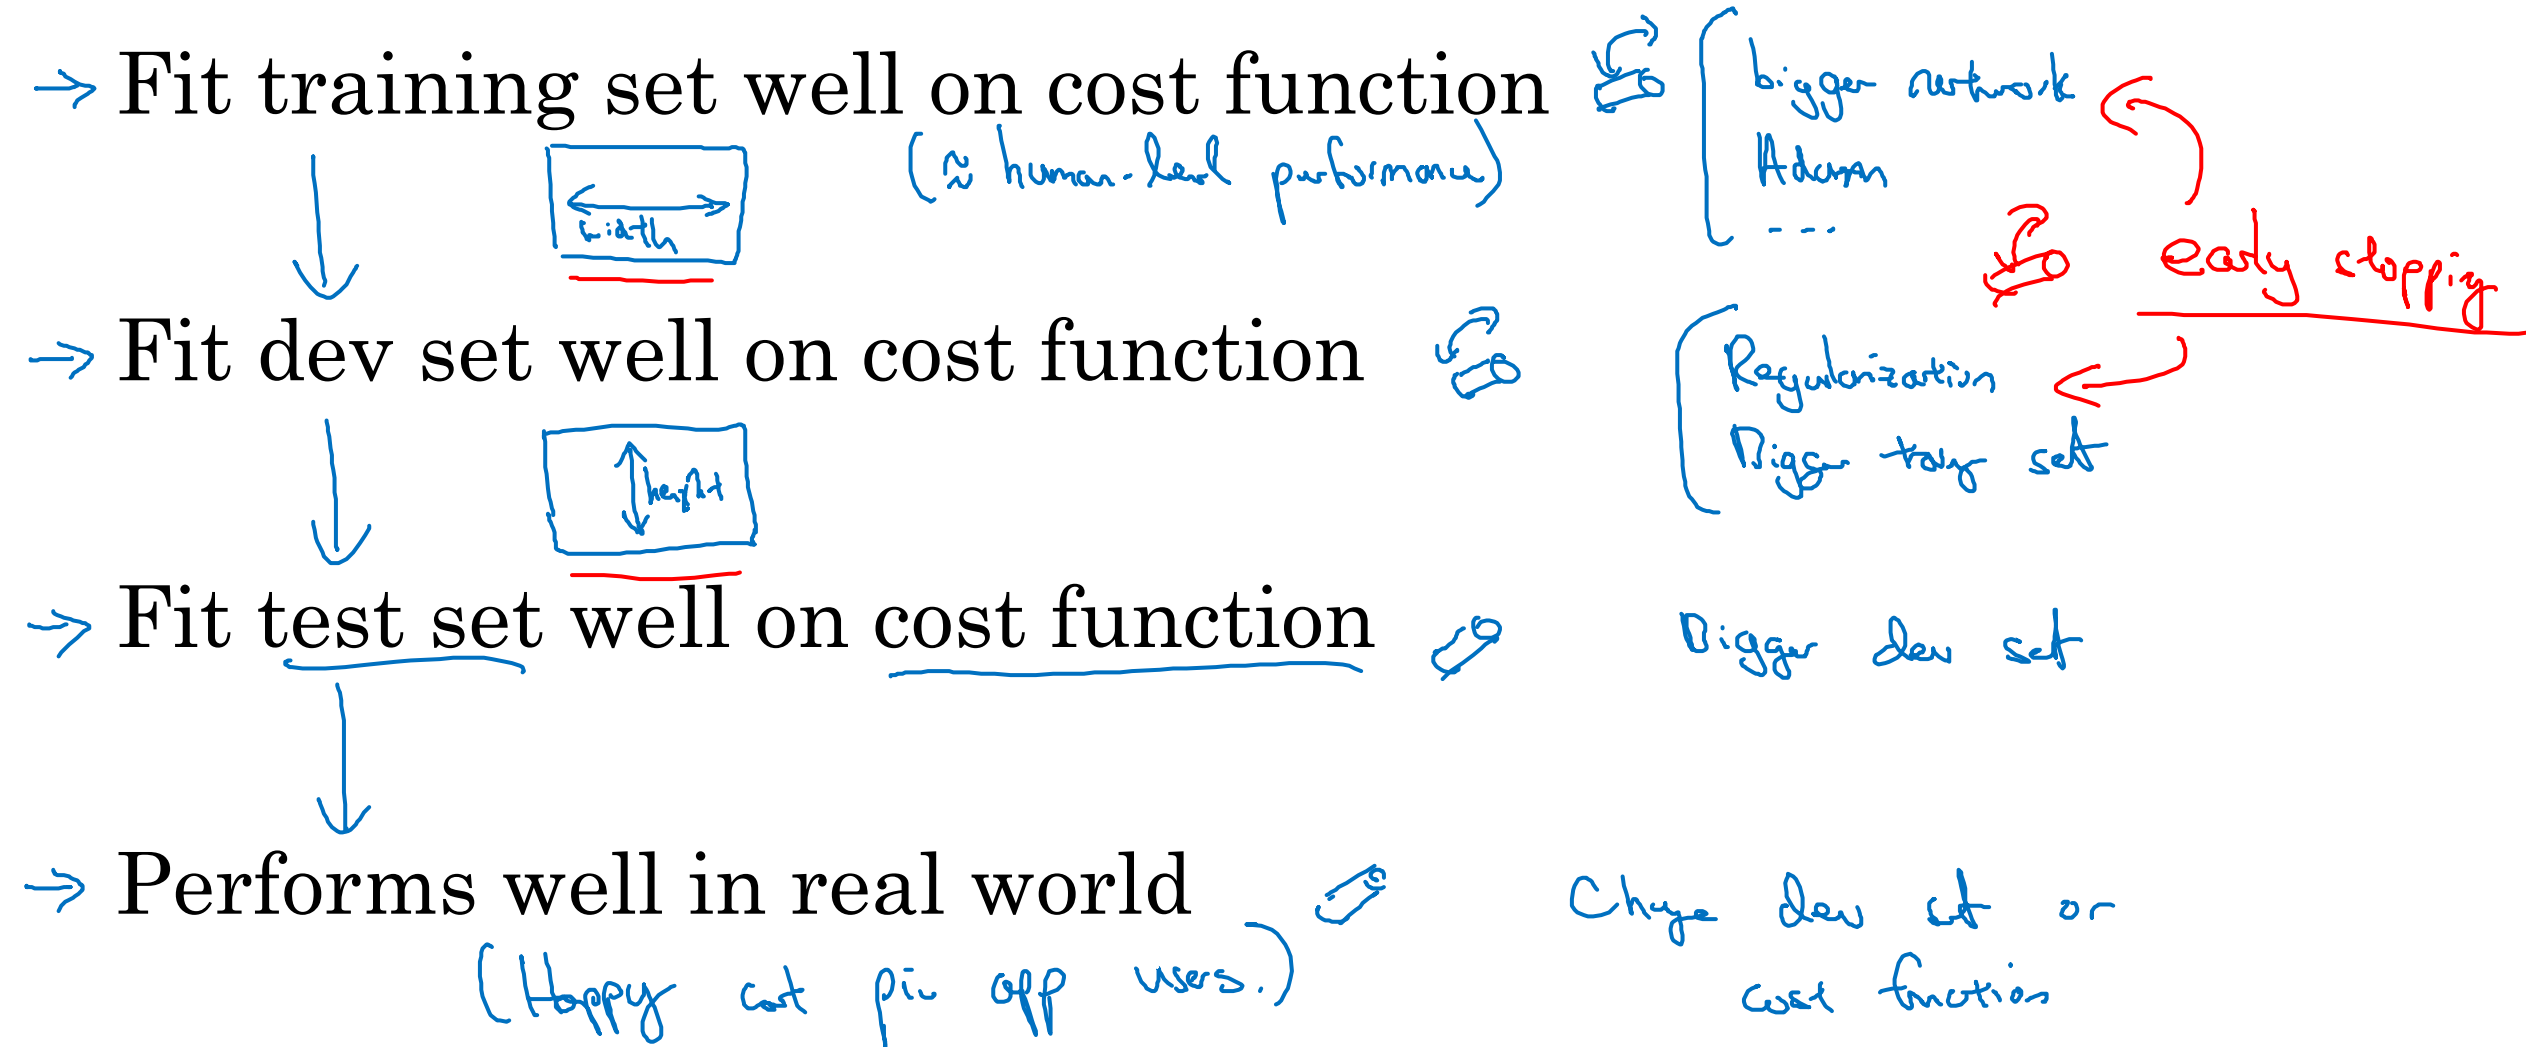 → Fit training set well on cost function
(≈ human-level performance)
bigger network
Adam
....
width
early stopping
→ Fit dev set well on cost function
Regularization
Bigger traing set
height
→ Fit test set well on cost function
Bigger dev set
→ Performs well in real world
(Happy cat pic app users.)
Change dev set or
cost function